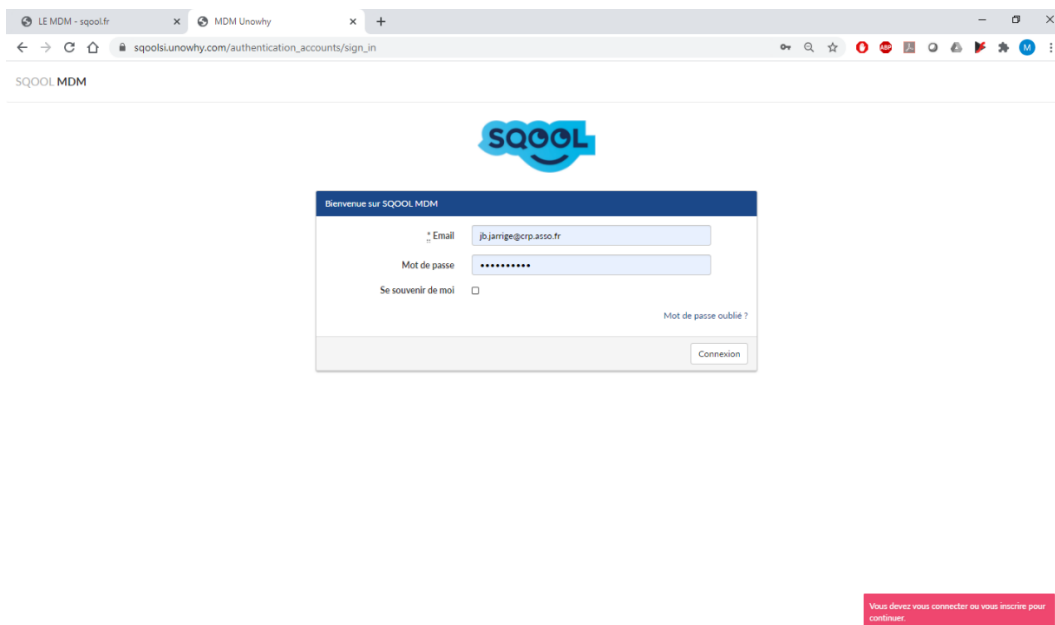 LE MDM - sqool.fr
MDM Unowhy
sqoolsi.unowhy.com/authentication_accounts/sign_in
ABP
M
SQOOL MDM
SQOOL
Bienvenue sur SQOOL MDM
* Email
jb.jarrige@crp.asso.fr
Mot de passe
••••••••••
Se souvenir de moi
Mot de passe oublié ?
Connexion
Vous devez vous connecter ou vous inscrire pour
continuer.